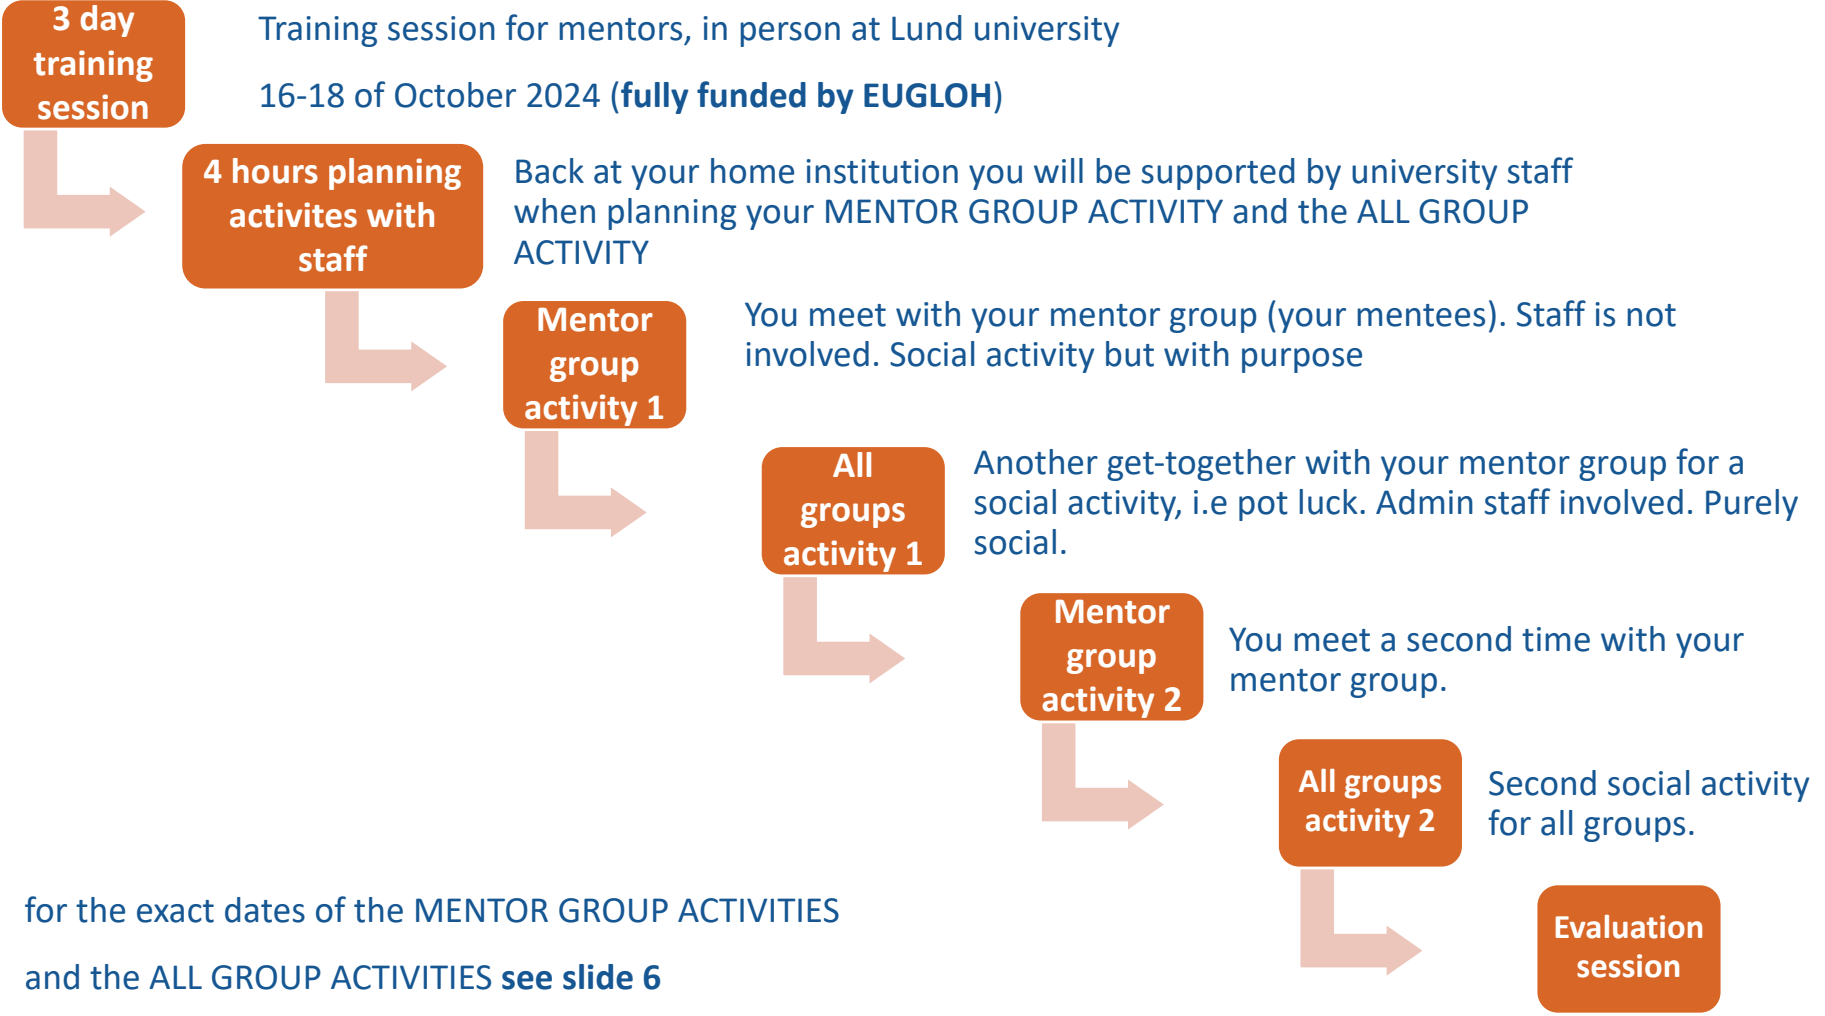 3 day
training
session
Training session for mentors, in person at Lund university
16-18 of October 2024 (fully funded by EUGLOH)
4 hours planning
activites with
staff
Back at your home institution you will be supported by university staff
when planning your MENTOR GROUP ACTIVITY and the ALL GROUP
ACTIVITY
Mentor
group
activity 1
You meet with your mentor group (your mentees). Staff is not
involved. Social activity but with purpose
All
groups
activity 1
Another get-together with your mentor group for a
social activity, i.e pot luck. Admin staff involved. Purely
social.
Mentor
group
activity 2
You meet a second time with your
mentor group.
All groups
activity 2
Second social activity
for all groups.
Evaluation
session
for the exact dates of the MENTOR GROUP ACTIVITIES
and the ALL GROUP ACTIVITIES see slide 6